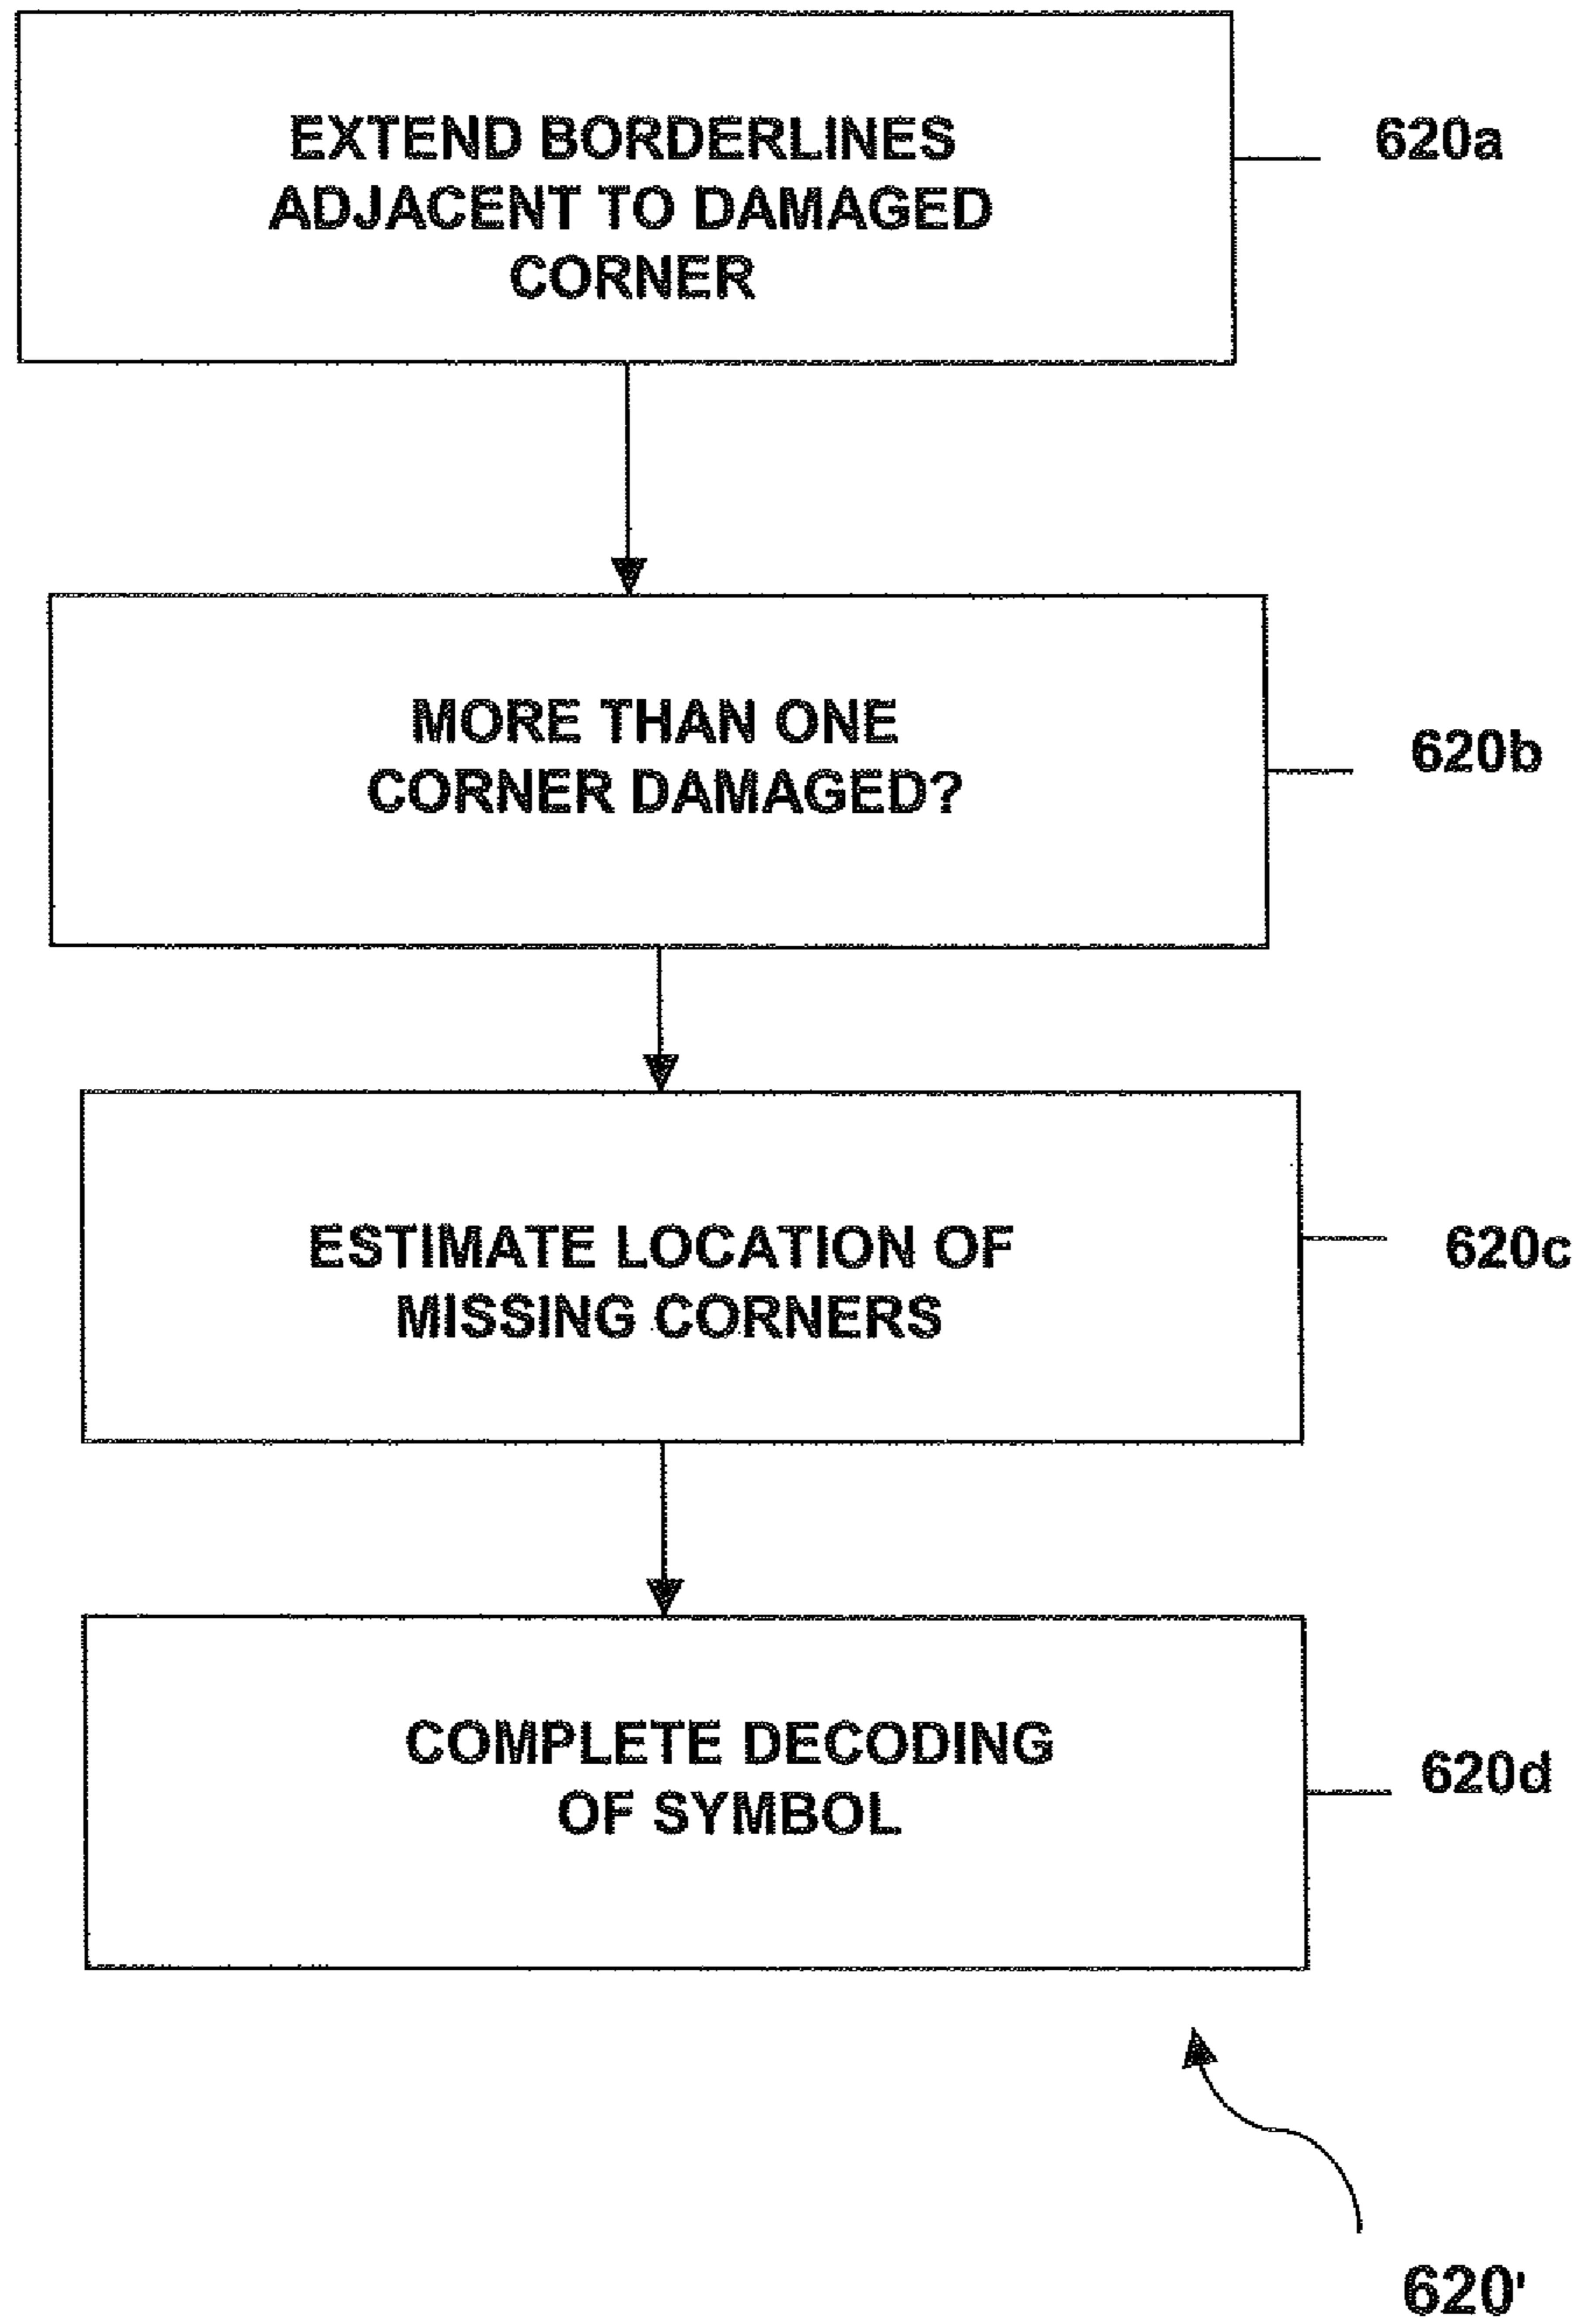 EXTEND BORDERLINES
ADJACENT TO DAMAGED
CORNER
620a
MORE THAN ONE
CORNER DAMAGED?
620b
ESTIMATE LOCATION OF
MISSING CORNERS
620c
COMPLETE DECODING
OF SYMBOL
620d
620'